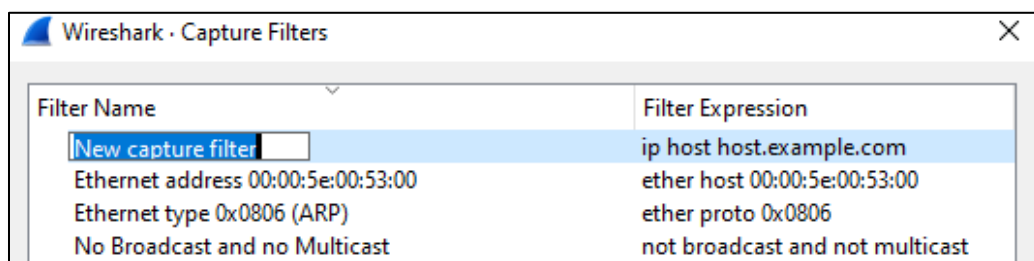 Wireshark · Capture Filters
Filter Name Filter Expression
New capture filter ip host host.example.com
Ethernet address 00:00:5e:00:53:00 ether host 00:00:5e:00:53:00
Ethernet type 0x0806 (ARP) ether proto 0x0806
No Broadcast and no Multicast not broadcast and not multicast